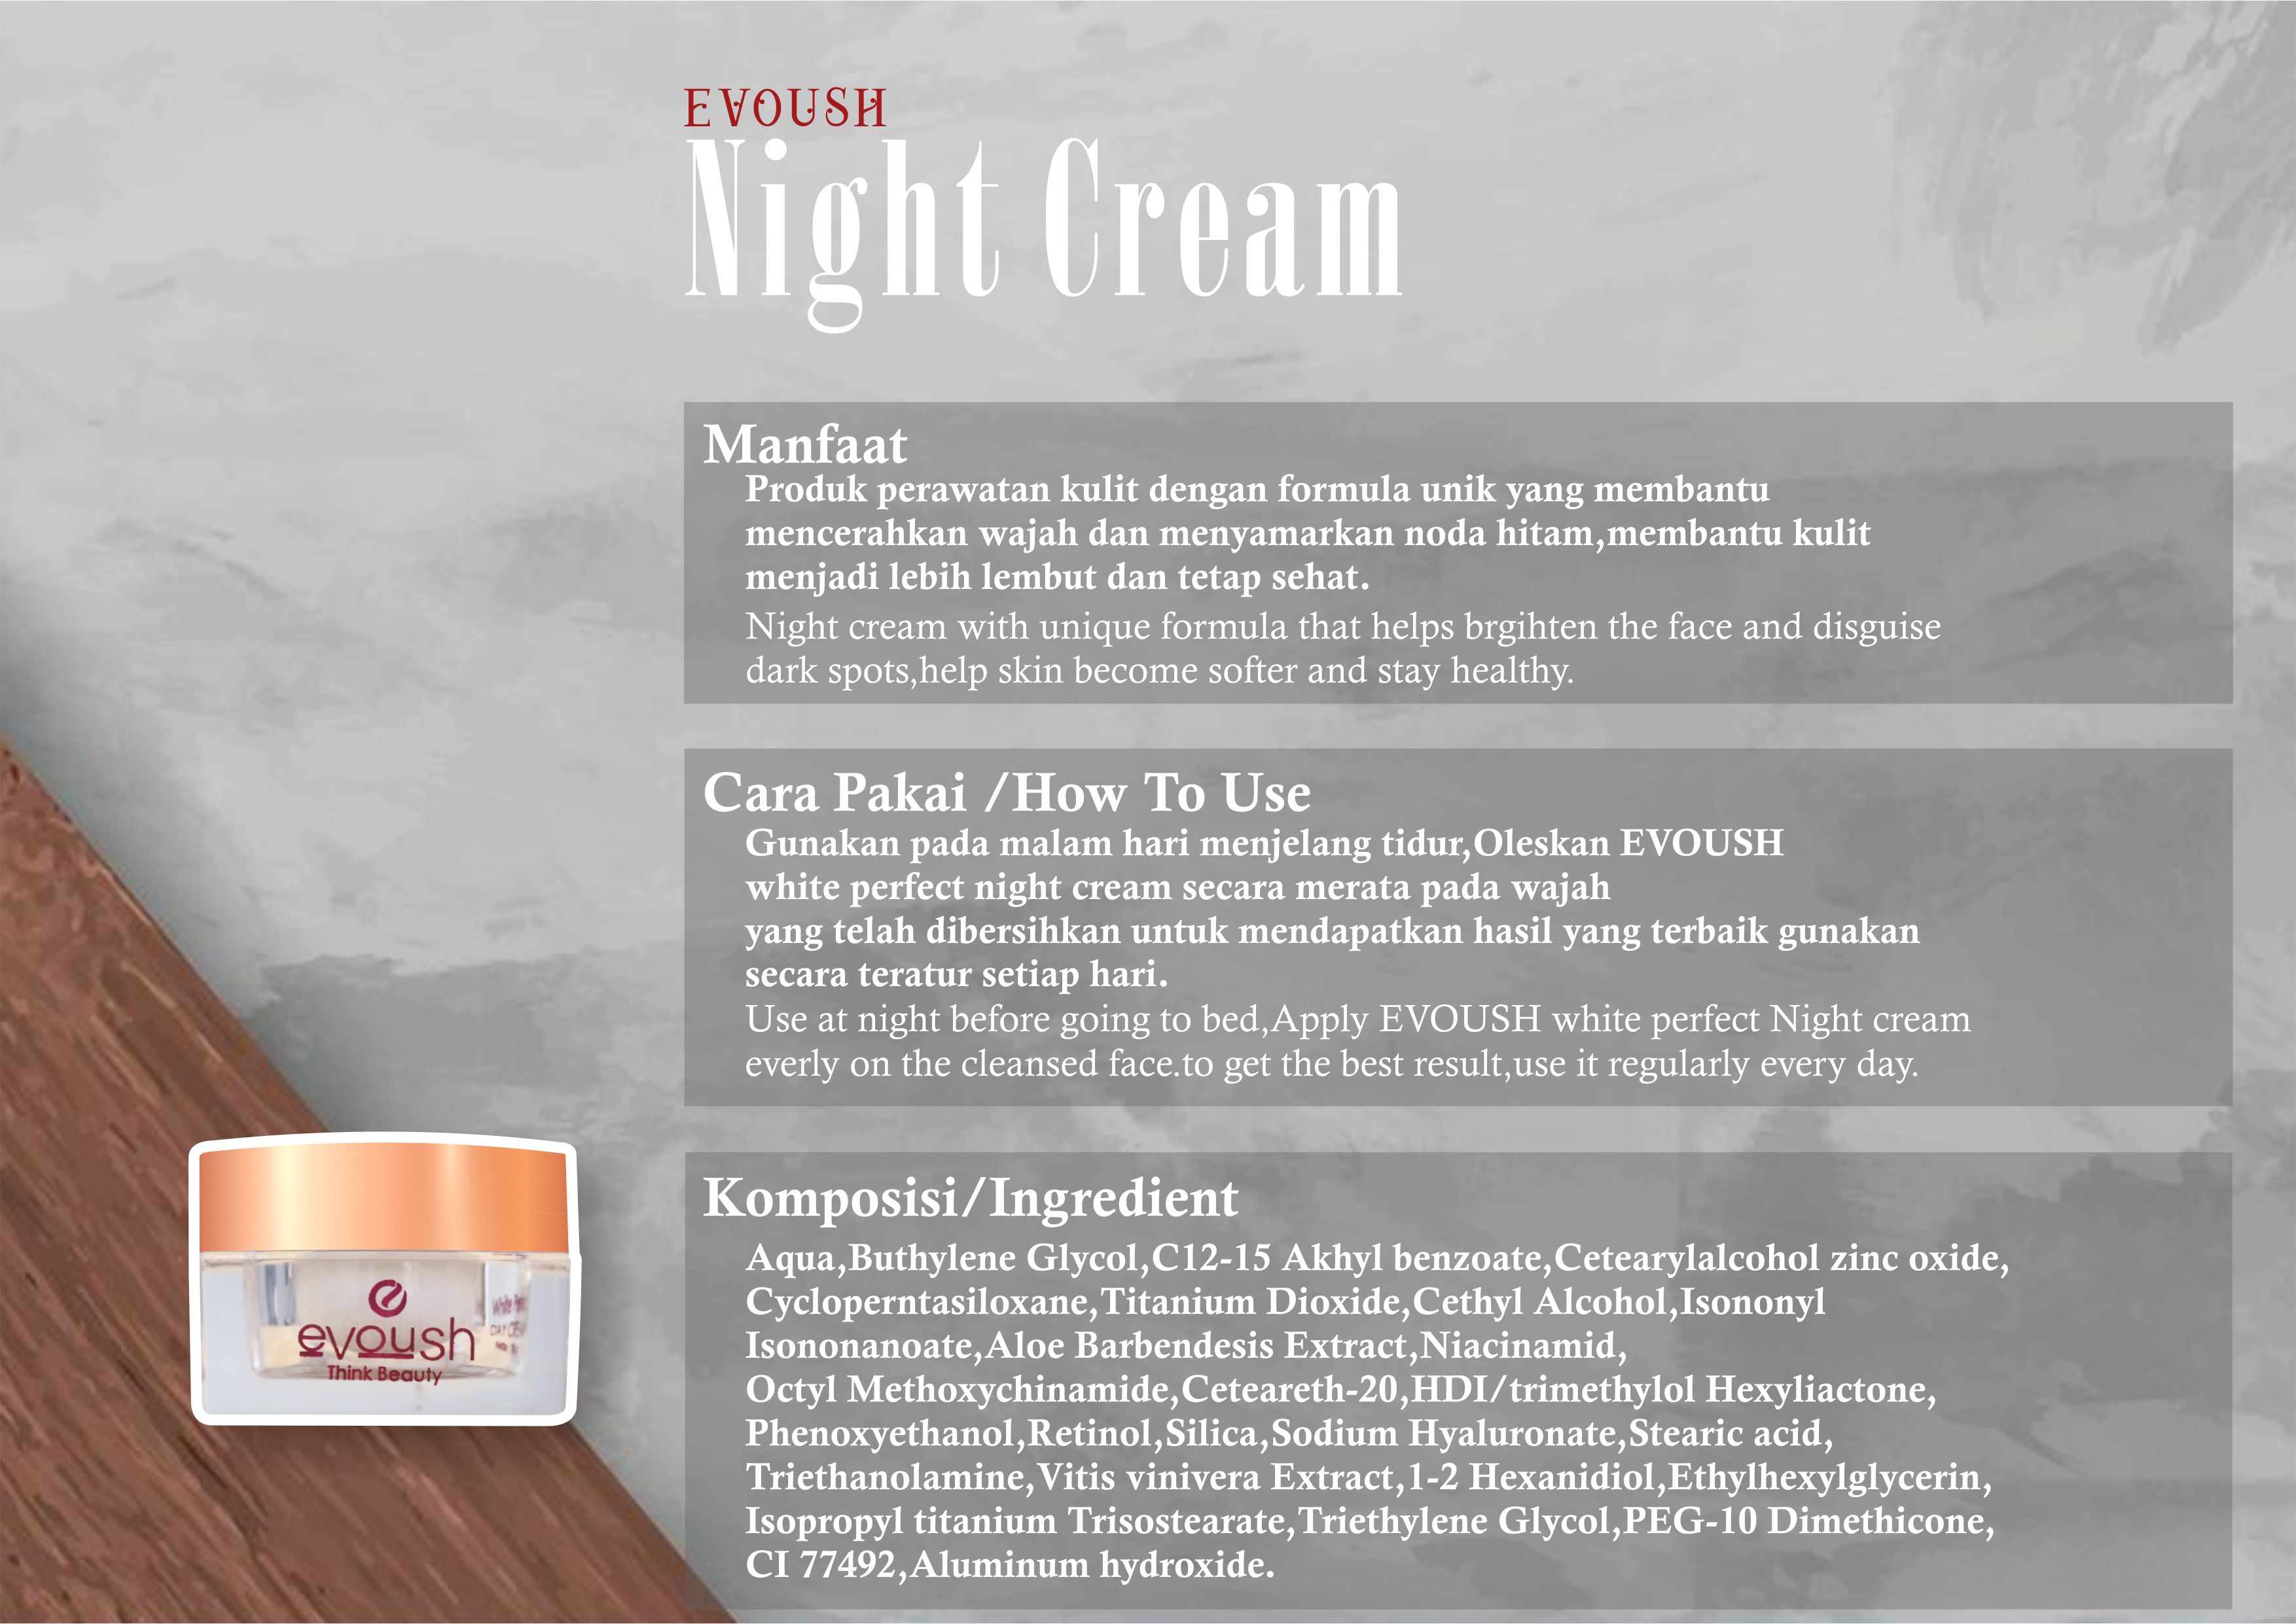 EVOUSH
Night Cream
Manfaat
Produk perawatan kulit dengan formula unik yang membantu
mencerahkan wajah dan menyamarkan noda hitam,membantu kulit
menjadi lebih lembut dan tetap sehat.
Night cream with unique formula that helps brgihten the face and disguise
dark spots,help skin become softer and stay healthy.
Cara Pakai /How To Use
Gunakan pada malam hari menjelang tidur,Oleskan EVOUSH
white perfect night cream secara merata pada wajah
yang telah dibersihkan untuk mendapatkan hasil yang terbaik gunakan
secara teratur setiap hari.
Use at night before going to bed,Apply EVOUSH white perfect Night cream
everly on the cleansed face.to get the best result,use it regularly every day.
Komposisi/Ingredient
Aqua,Buthylene Glycol,C12-15 Akhyl benzoate,Cetearylalcohol zinc oxide,
Cycloperntasiloxane,Titanium Dioxide,Cethyl Alcohol,Isononyl
Isononanoate,Aloe Barbendesis Extract,Niacinamid,
Octyl Methoxychinamide,Ceteareth-20,HDI/trimethylol Hexyliactone,
Phenoxyethanol,Retinol,Silica,Sodium Hyaluronate,Stearic acid,
Triethanolamine,Vitis vinivera Extract,1-2 Hexanidiol,Ethylhexylglycerin,
Isopropyl titanium Trisostearate,Triethylene Glycol,PEG-10 Dimethicone,
CI 77492,Aluminum hydroxide.
evoush
Think Beauty
White
DAY